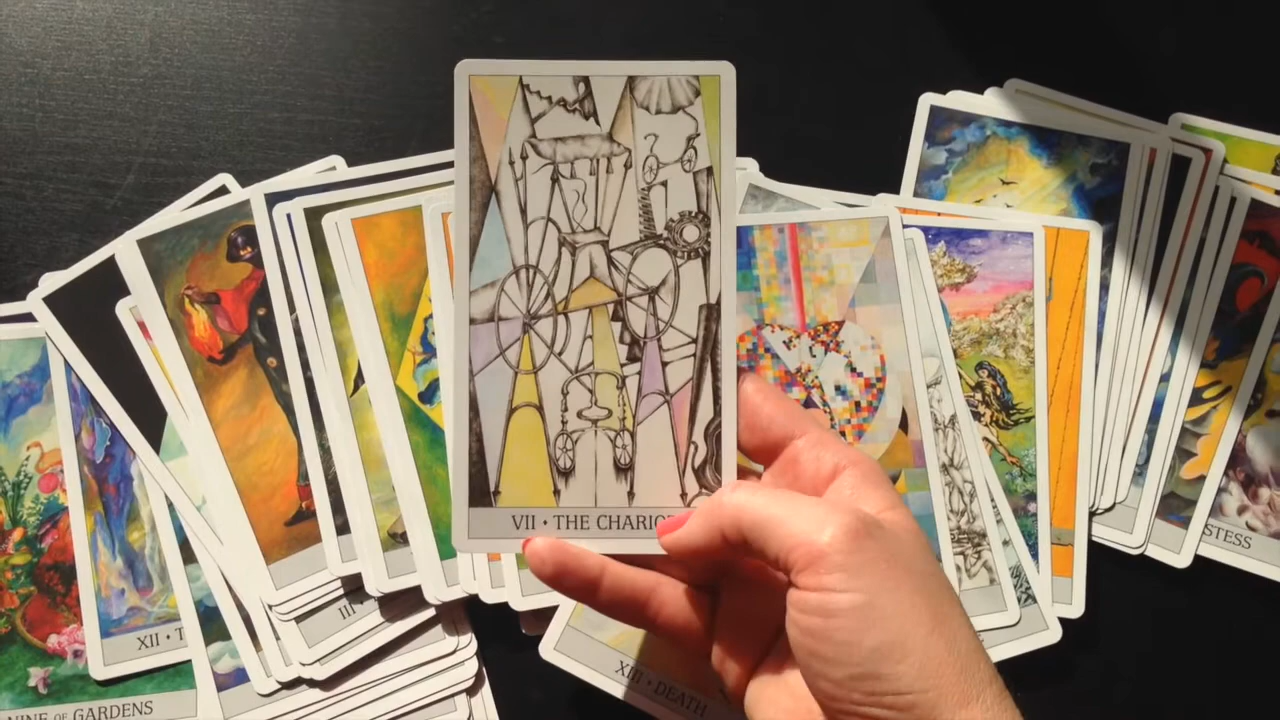 VII • THE CHARIO
XII • T
III •
XIII • DEATH
NINE OF GARDENS
STESS